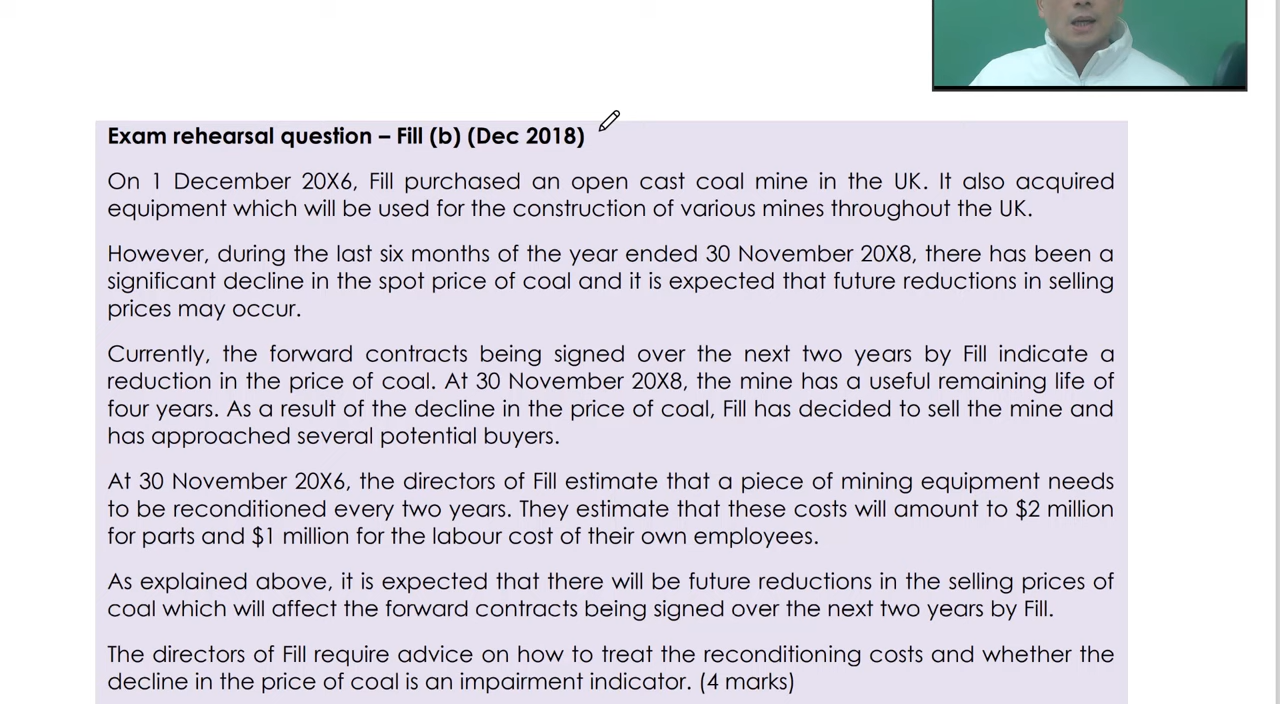 Exam rehearsal question – Fill (b) (Dec 2018)
On 1 December 20X6, Fill purchased an open cast coal mine in the UK. It also acquired
equipment which will be used for the construction of various mines throughout the UK.
However, during the last six months of the year ended 30 November 20X8, there has been a
significant decline in the spot price of coal and it is expected that future reductions in selling
prices may occur.
Currently, the forward contracts being signed over the next two years by Fill indicate a
reduction in the price of coal. At 30 November 20X8, the mine has a useful remaining life of
four years. As a result of the decline in the price of coal, Fill has decided to sell the mine and
has approached several potential buyers.
At 30 November 20X6, the directors of Fill estimate that a piece of mining equipment needs
to be reconditioned every two years. They estimate that these costs will amount to $2 million
for parts and $1 million for the labour cost of their own employees.
As explained above, it is expected that there will be future reductions in the selling prices of
coal which will affect the forward contracts being signed over the next two years by Fill.
The directors of Fill require advice on how to treat the reconditioning costs and whether the
decline in the price of coal is an impairment indicator. (4 marks)